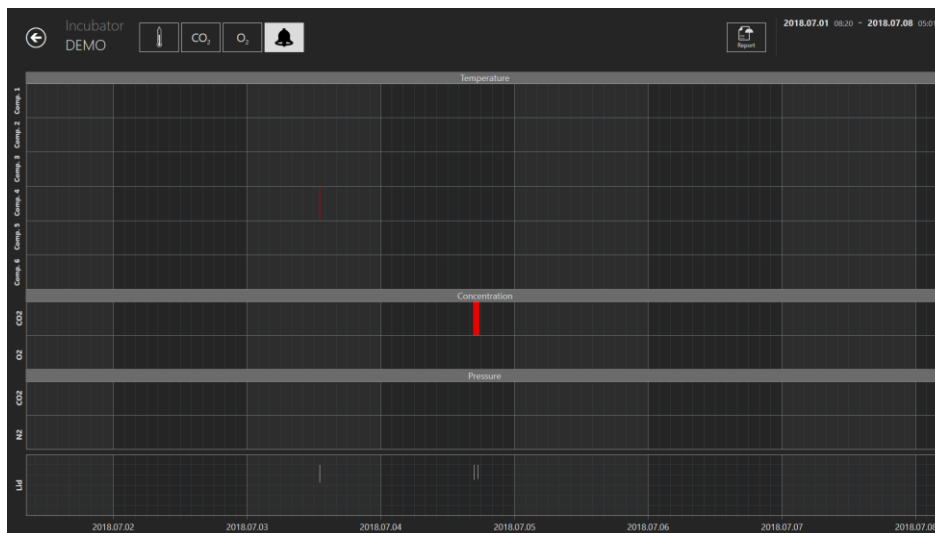 Incubator
DEMO
CO₂
O₂
Report
2018.07.01 08:20 - 2018.07.08 05:01
Temperature
Comp. 1
Comp. 2
Comp. 3
Comp. 4
Comp. 5
Comp. 6
Concentration
CO2
O2
Pressure
CO2
N2
Lid
2018.07.02 2018.07.03 2018.07.04 2018.07.05 2018.07.06 2018.07.07 2018.07.08